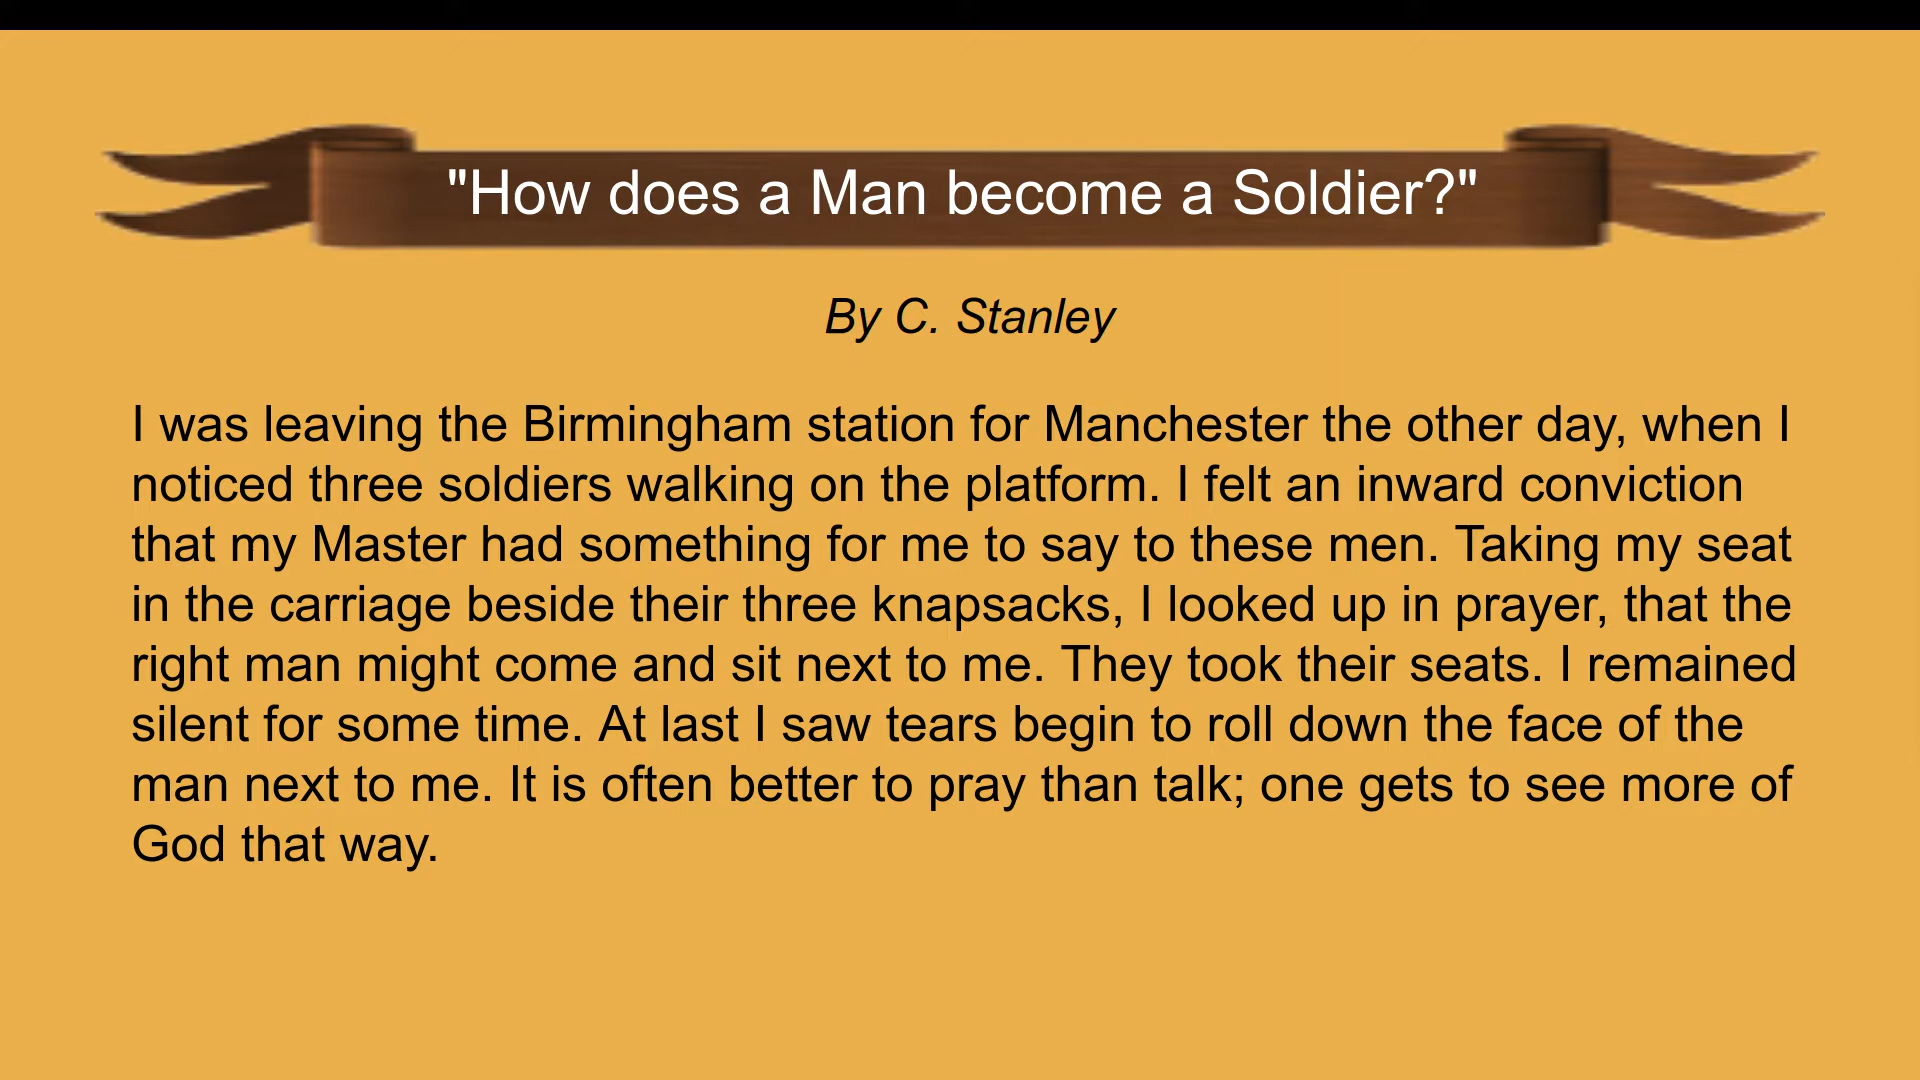 "How does a Man become a Soldier?"
By C. Stanley
I was leaving the Birmingham station for Manchester the other day, when I
noticed three soldiers walking on the platform. I felt an inward conviction
that my Master had something for me to say to these men. Taking my seat
in the carriage beside their three knapsacks, I looked up in prayer, that the
right man might come and sit next to me. They took their seats. I remained
silent for some time. At last I saw tears begin to roll down the face of the
man next to me. It is often better to pray than talk; one gets to see more of
God that way.